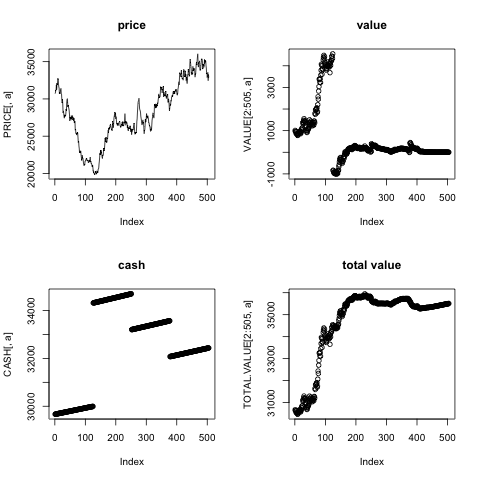 price
PRICE[, a]
20000 25000 30000 35000
0 100 200 300 400 500
Index
value
VALUE[2:505, a]
-1000 1000 3000
0 100 200 300 400 500
Index
cash
CASH[, a]
30000 32000 34000
0 100 200 300 400 500
Index
total value
TOTAL.VALUE[2:505, a]
31000 33000 35000
0 100 200 300 400 500
Index